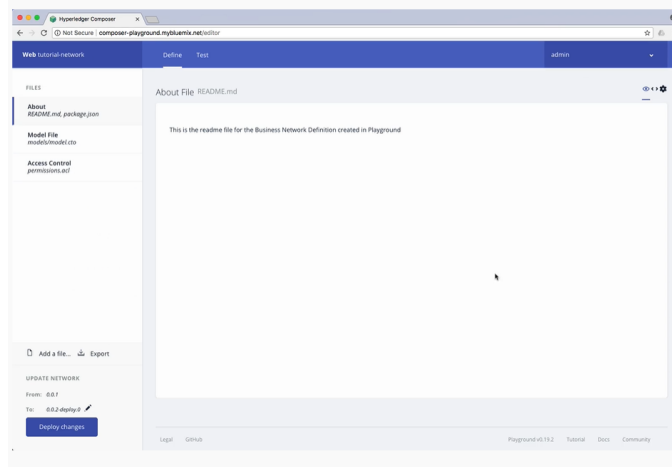 Hyperledger Composer
Not Secure | composer-playground.mybluemix.net/editor
Web tutorial-network
Define
Test
admin
FILES
About
README.md, package.json
Model File
models/model.cto
Access Control
permissions.acl
About File README.md
This is the readme file for the Business Network Definition created in Playground
Add a file...
Export
UPDATE NETWORK
From: 0.0.1
To: 0.0.2-deploy.0
Deploy changes
Legal
GitHub
Playground v0.19.2
Tutorial
Docs
Community